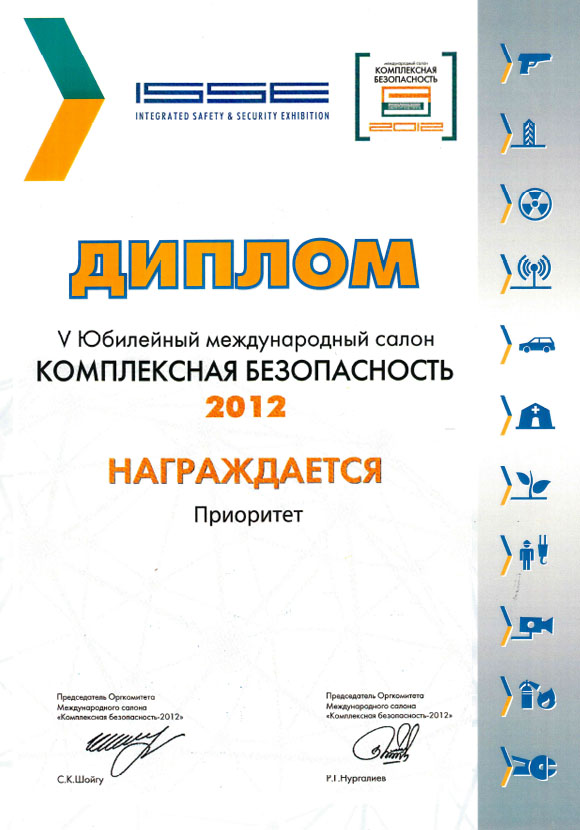 ISSE
INTEGRATED SAFETY & SECURITY EXHIBITION
международный салон
КОМПЛЕКСНАЯ
БЕЗОПАСНОСТЬ
2012
ДИПЛОМ
V Юбилейный международный салон
КОМПЛЕКСНАЯ БЕЗОПАСНОСТЬ
2012
НАГРАЖДАЕТСЯ
Приоритет
Председатель Оргкомитета
Международного салона
«Комплексная безопасность-2012»
С.К.Шойгу
Председатель Оргкомитета
Международного салона
«Комплексная безопасность-2012»
Р.Г.Нургалиев